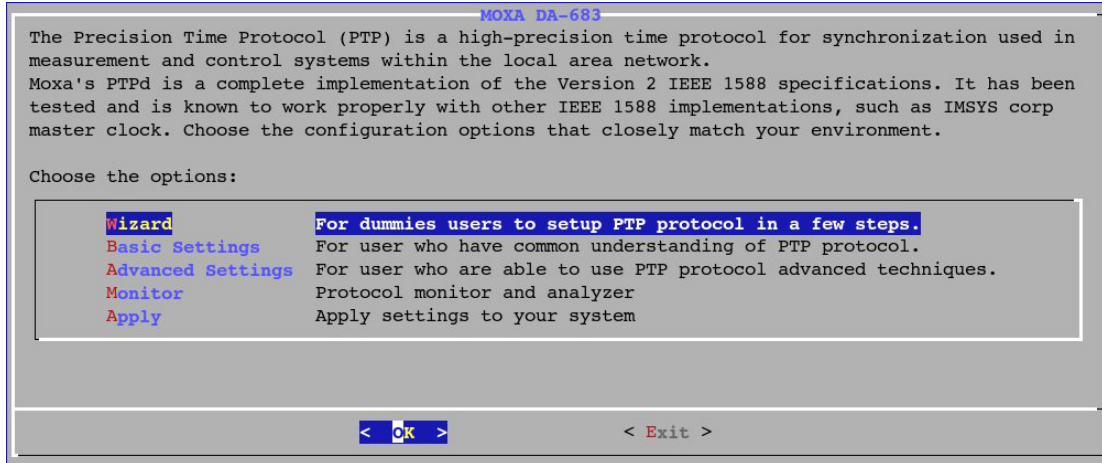 MOXA DA-683
The Precision Time Protocol (PTP) is a high-precision time protocol for synchronization used in
measurement and control systems within the local area network.
Moxa's PTPd is a complete implementation of the Version 2 IEEE 1588 specifications. It has been
tested and is known to work properly with other IEEE 1588 implementations, such as IMSYS corp
master clock. Choose the configuration options that closely match your environment.
Choose the options:
Wizard For dummies users to setup PTP protocol in a few steps.
Basic Settings For user who have common understanding of PTP protocol.
Advanced Settings For user who are able to use PTP protocol advanced techniques.
Monitor Protocol monitor and analyzer
Apply Apply settings to your system
< OK > < Exit >